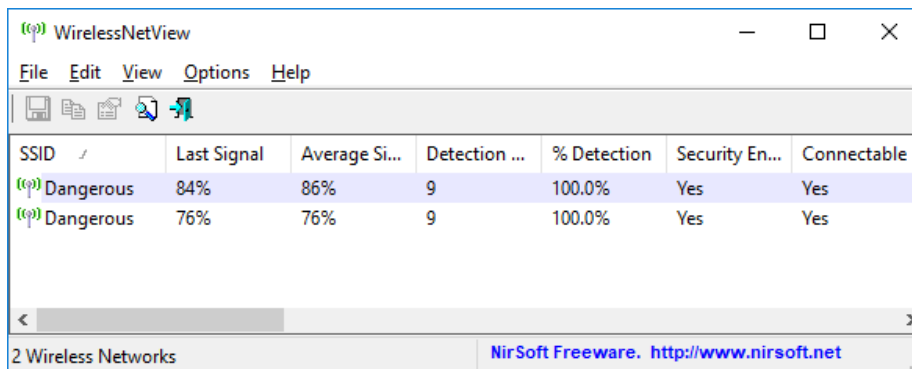 WirelessNetView
File Edit View Options Help
SSID Last Signal Average Si... Detection ... % Detection Security En... Connectable
Dangerous 84% 86% 9 100.0% Yes Yes
Dangerous 76% 76% 9 100.0% Yes Yes
2 Wireless Networks NirSoft Freeware. http://www.nirsoft.net